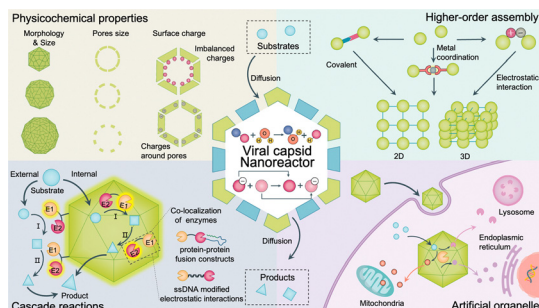 Physicochemical properties
Morphology
& Size
Pores size
Surface charge
Imbalanced
charges
Charges
around pores
Substrates
Diffusion
Higher-order assembly
Metal
coordination
Covalent
Electrostatic
interaction
2D
3D
Viral capsid
Nanoreactor
External
Internal
Substrate
I
II
E1
E2
E1
E2
Product
E2
E1
I
II
E2
E1
Co-localization
of enzymes
protein-protein
fusion constructs
ssDNA modified
electrostatic interactions
Cascade reactions
Diffusion
Products
Lysosome
Endoplasmic
reticulum
Mitochondria
Artificial organelle